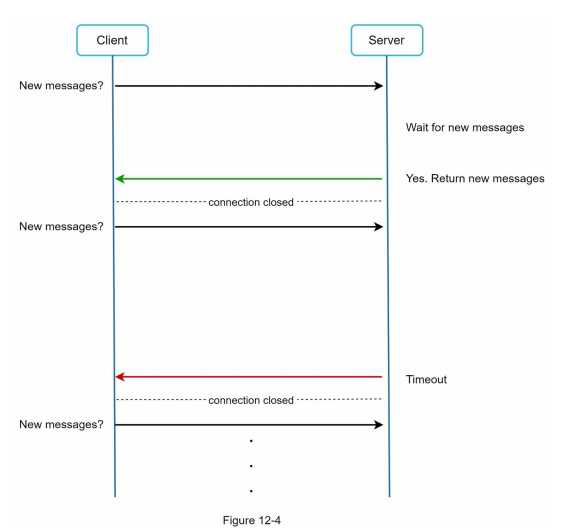 Client
Server
New messages?
Wait for new messages
Yes. Return new messages
connection closed
New messages?
Timeout
connection closed
New messages?
Figure 12-4